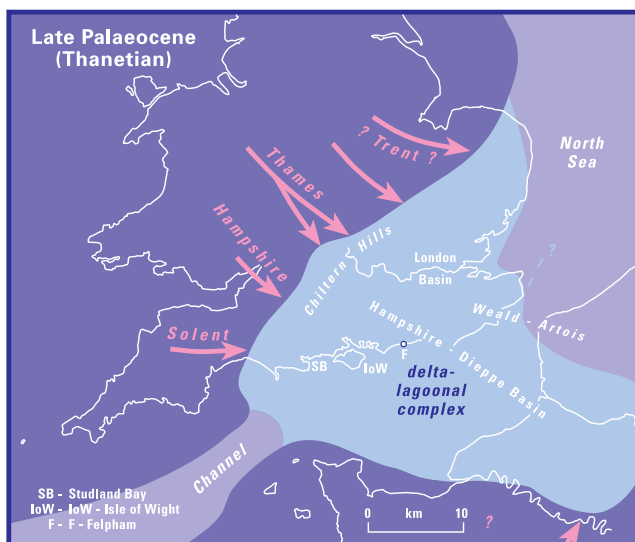 Late Palaeocene
(Thanetian)
? Trent ?
North
Sea
Thames
Hampshire
Chiltern Hills
?
London
Basin
Weald - Artois
Solent
Hampshire - Dieppe Basin
SB
IoW
F
delta-
lagoonal
complex
Channel
SB - Studland Bay
IoW - IoW - Isle of Wight
F - F - Felpham
0 km 10
?